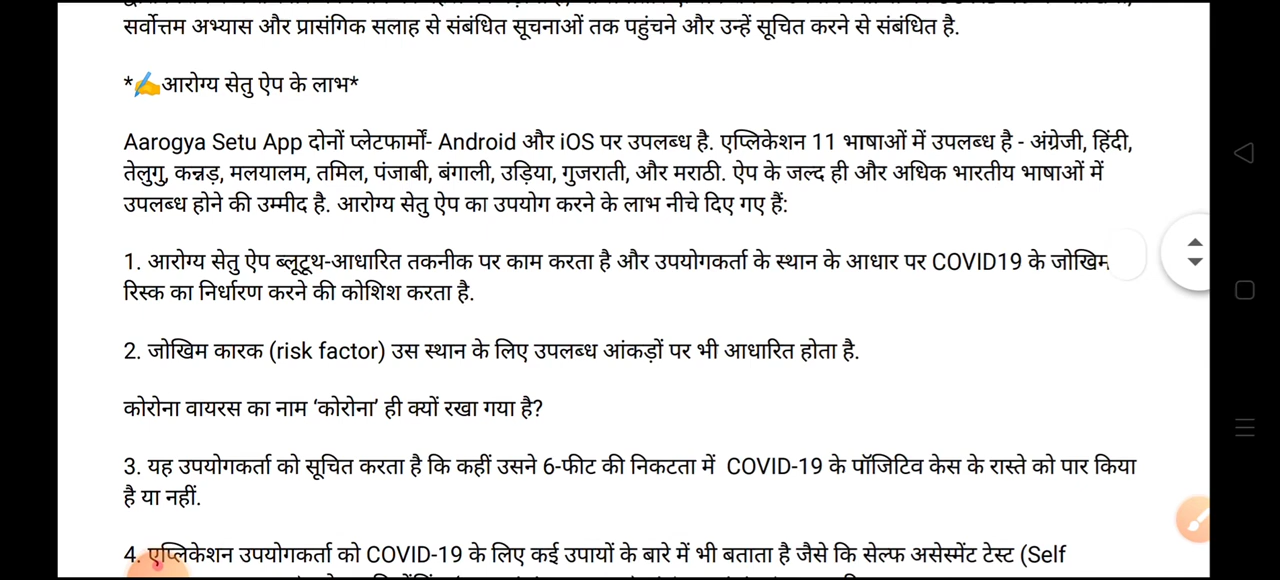 सर्वोत्तम अभ्यास और प्रासंगिक सलाह से संबंधित सूचनाओं तक पहुंचने और उन्हें सूचित करने से संबंधित है.
*✍️आरोग्य सेतु ऐप के लाभ*
Aarogya Setu App दोनों प्लेटफार्मों- Android और iOS पर उपलब्ध है. एप्लिकेशन 11 भाषाओं में उपलब्ध है - अंग्रेजी, हिंदी,
तेलुगु, कन्नड़, मलयालम, तमिल, पंजाबी, बंगाली, उड़िया, गुजराती, और मराठी. ऐप के जल्द ही और अधिक भारतीय भाषाओं में
उपलब्ध होने की उम्मीद है. आरोग्य सेतु ऐप का उपयोग करने के लाभ नीचे दिए गए हैं:
1. आरोग्य सेतु ऐप ब्लूटूथ-आधारित तकनीक पर काम करता है और उपयोगकर्ता के स्थान के आधार पर COVID19 के जोखिम
रिस्क का निर्धारण करने की कोशिश करता है.
2. जोखिम कारक (risk factor) उस स्थान के लिए उपलब्ध आंकड़ों पर भी आधारित होता है.
कोरोना वायरस का नाम ‘कोरोना’ ही क्यों रखा गया है?
3. यह उपयोगकर्ता को सूचित करता है कि कहीं उसने 6-फीट की निकटता में COVID-19 के पॉजिटिव केस के रास्ते को पार किया
है या नहीं.
4. एप्लिकेशन उपयोगकर्ता को COVID-19 के लिए कई उपायों के बारे में भी बताता है जैसे कि सेल्फ असेस्मेंट टेस्ट (Self